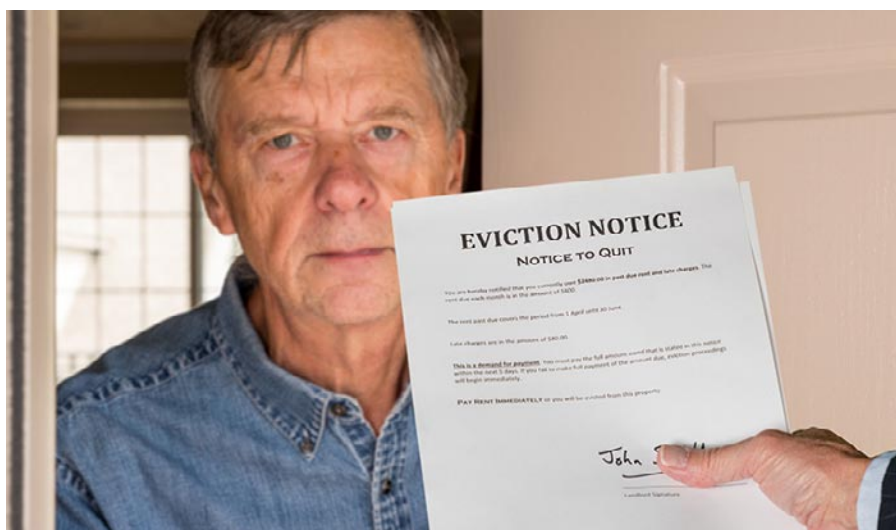 EVICTION NOTICE
NOTICE TO QUIT
You are hereby notified that you currently owe in past due rent and late charges. The
rent due each month is in the amount of $800.
The rent past due covers the period from 1 April until 30 June
Late charges are in the amount of $80.00
This is a demand for payment. You must pay the full amount owed that is stated in this notice
within the next 5 days. If you fail to make full payment of the amount due, eviction proceedings
will begin immediately.
PAY RENT IMMEDIATELY or you will be evicted from this property
John
Landlord Signature